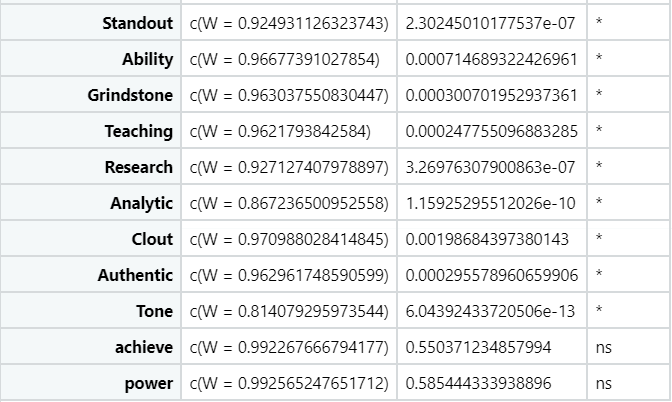 Standout c(W = 0.924931126323743) 2.30245010177537e-07 *
Ability c(W = 0.96677391027854) 0.000714689322426961 *
Grindstone c(W = 0.963037550830447) 0.000300701952937361 *
Teaching c(W = 0.9621793842584) 0.000247755096883285 *
Research c(W = 0.927127407978897) 3.26976307900863e-07 *
Analytic c(W = 0.867236500952558) 1.15925295512026e-10 *
Clout c(W = 0.970988028414845) 0.00198684397380143 *
Authentic c(W = 0.962961748590599) 0.000295578960659906 *
Tone c(W = 0.814079295973544) 6.04392433720506e-13 *
achieve c(W = 0.992267666794177) 0.550371234857994 ns
power c(W = 0.992565247651712) 0.585444333938896 ns